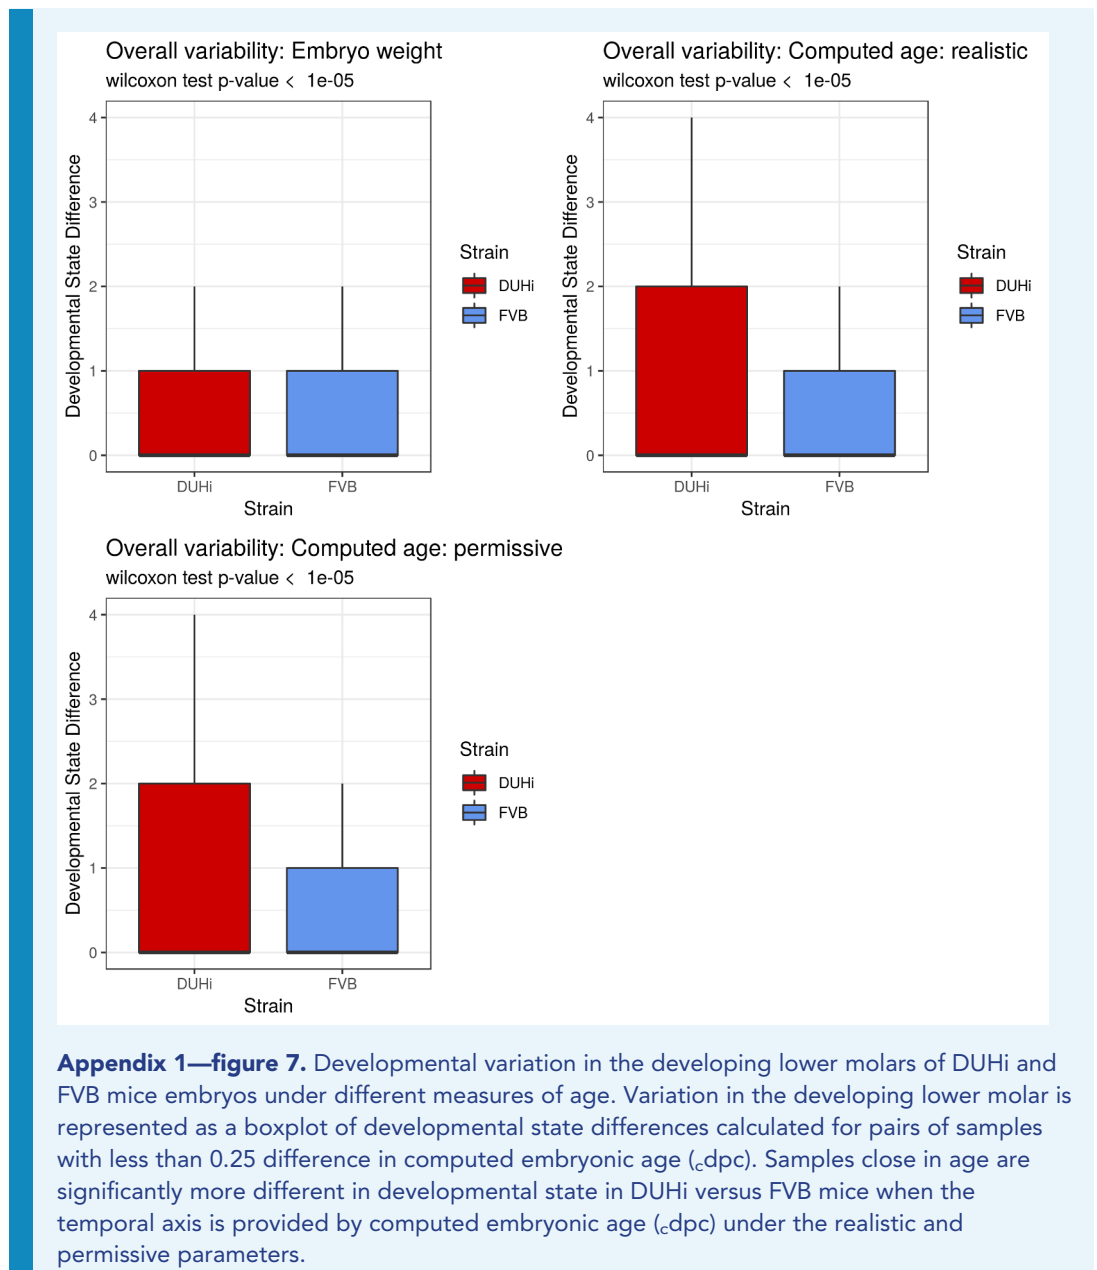 Overall variability: Embryo weight
wilcoxon test p-value <  1e-05
4
3
2
1
0
Developmental State Difference
DUHi
FVB
Strain
Strain
DUHi
FVB
Overall variability: Computed age: realistic
wilcoxon test p-value <  1e-05
4
3
2
1
0
Developmental State Difference
DUHi
FVB
Strain
Strain
DUHi
FVB
Overall variability: Computed age: permissive
wilcoxon test p-value <  1e-05
4
3
2
1
0
Developmental State Difference
DUHi
FVB
Strain
Strain
DUHi
FVB
Appendix 1—figure 7. Developmental variation in the developing lower molars of DUHi and
FVB mice embryos under different measures of age. Variation in the developing lower molar is
represented as a boxplot of developmental state differences calculated for pairs of samples
with less than 0.25 difference in computed embryonic age (cdpc). Samples close in age are
significantly more different in developmental state in DUHi versus FVB mice when the
temporal axis is provided by computed embryonic age (cdpc) under the realistic and
permissive parameters.